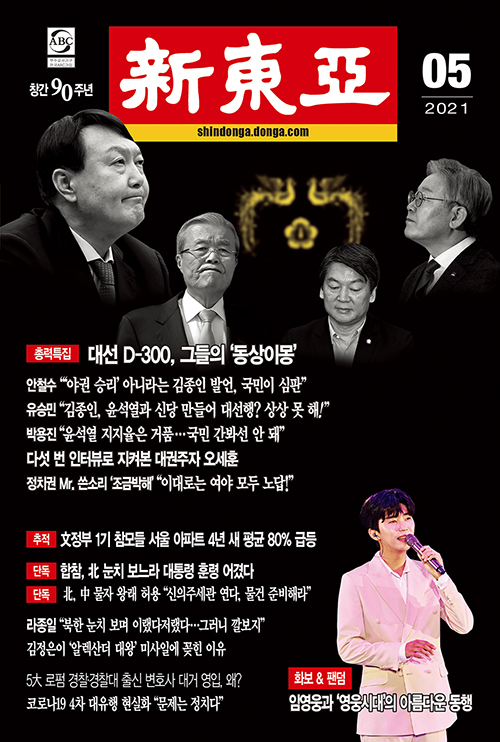 ABC
창간 90주년
新東亞
shindonga.donga.com
05
2021
총력특집 대선 D-300, 그들의 '동상이몽'
안철수 “‘야권 승리’ 아니라는 김종인 발언, 국민이 심판”
유승민 “김종인, 윤석열과 신당 만들어 대선행? 상상 못 해!”
박용진 “윤석열 지지율은 거품…국민 간봐선 안 돼”
다섯 번 인터뷰로 지켜본 대권주자 오세훈
정치권 Mr. 쓴소리 ‘조금박해’ “이대로는 여야 모두 노답!”
추적 文정부 1기 참모들 서울 아파트 4년 새 평균 80% 급등
단독 합참, 北 눈치 보느라 대통령 훈령 어겼다
단독 北, 中 물자 왕래 허용 “신의주세관 연다, 물건 준비해라”
라종일 “북한 눈치 보며 이랬다저랬다…그러니 깔보지”
김정은이 ‘알렉산더 대왕’ 미사일에 꽂힌 이유
5大 로펌 경찰경찰대 출신 변호사 대거 영입, 왜?
코로나19 4차 대유행 현실화 “문제는 정치다”
화보 & 팬덤
임영웅과 ‘영웅시대’의 아름다운 동행